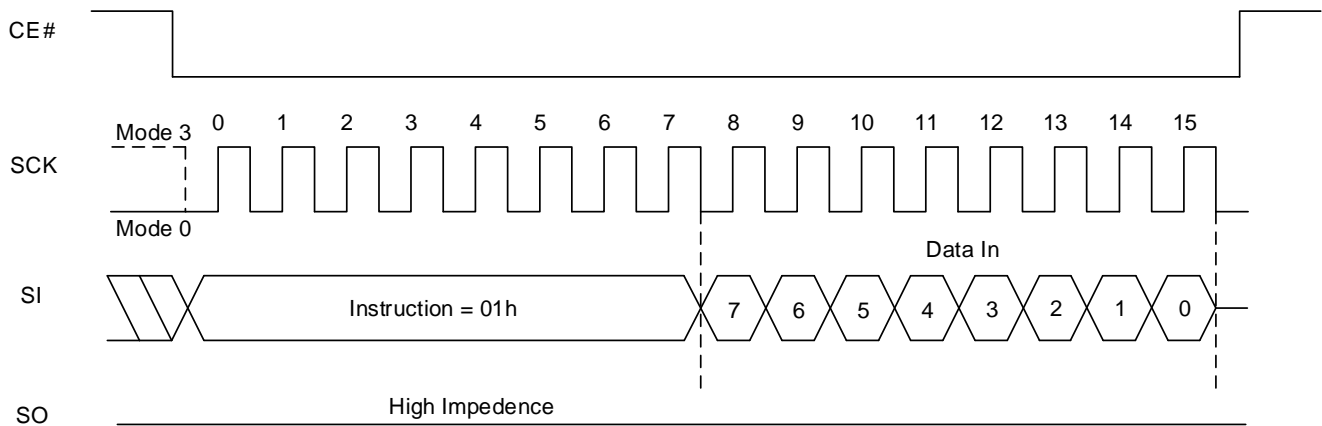 CE#
0 1 2 3 4 5 6 7 8 9 10 11 12 13 14 15
Mode 3
SCK
Mode 0
Data In
SI
Instruction = 01h
7 6 5 4 3 2 1 0
High Impedence
SO